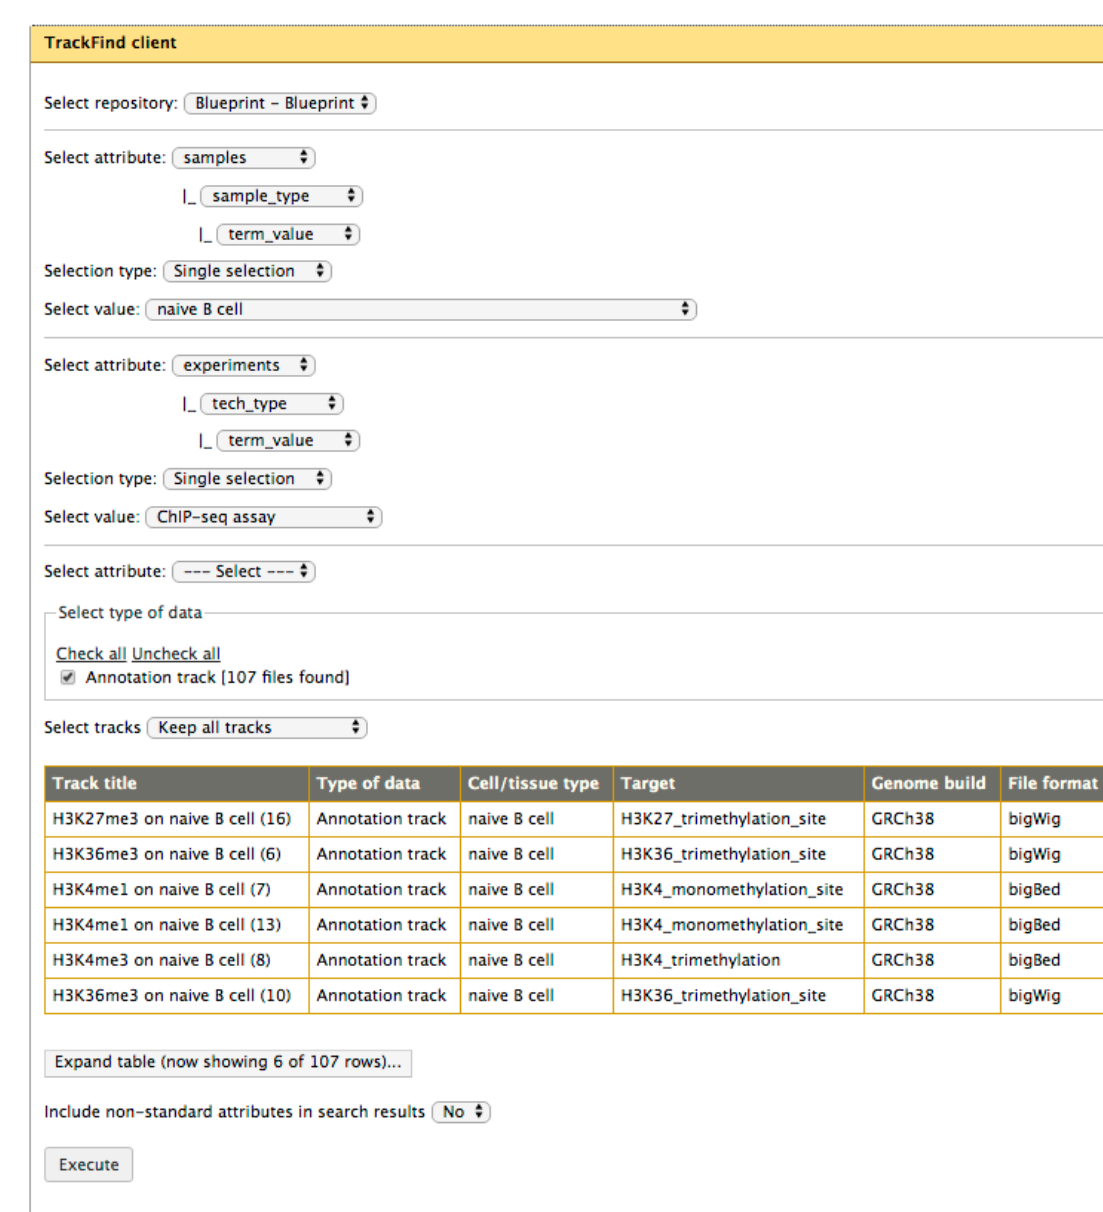 TrackFind client
Select repository: Blueprint - Blueprint
Select attribute: samples
|_ sample_type
|_ term_value
Selection type: Single selection
Select value: naive B cell
Select attribute: experiments
|_ tech_type
|_ term_value
Selection type: Single selection
Select value: ChIP-seq assay
Select attribute: --- Select ---
Select type of data
Check all Uncheck all
Annotation track [107 files found]
Select tracks Keep all tracks
Track title Type of data Cell/tissue type Target Genome build File format
H3K27me3 on naive B cell (16) Annotation track naive B cell H3K27_trimethylation_site GRCh38 bigWig
H3K36me3 on naive B cell (6) Annotation track naive B cell H3K36_trimethylation_site GRCh38 bigWig
H3K4me1 on naive B cell (7) Annotation track naive B cell H3K4_monomethylation_site GRCh38 bigBed
H3K4me1 on naive B cell (13) Annotation track naive B cell H3K4_monomethylation_site GRCh38 bigBed
H3K4me3 on naive B cell (8) Annotation track naive B cell H3K4_trimethylation GRCh38 bigBed
H3K36me3 on naive B cell (10) Annotation track naive B cell H3K36_trimethylation_site GRCh38 bigWig
Expand table (now showing 6 of 107 rows)...
Include non-standard attributes in search results No
Execute